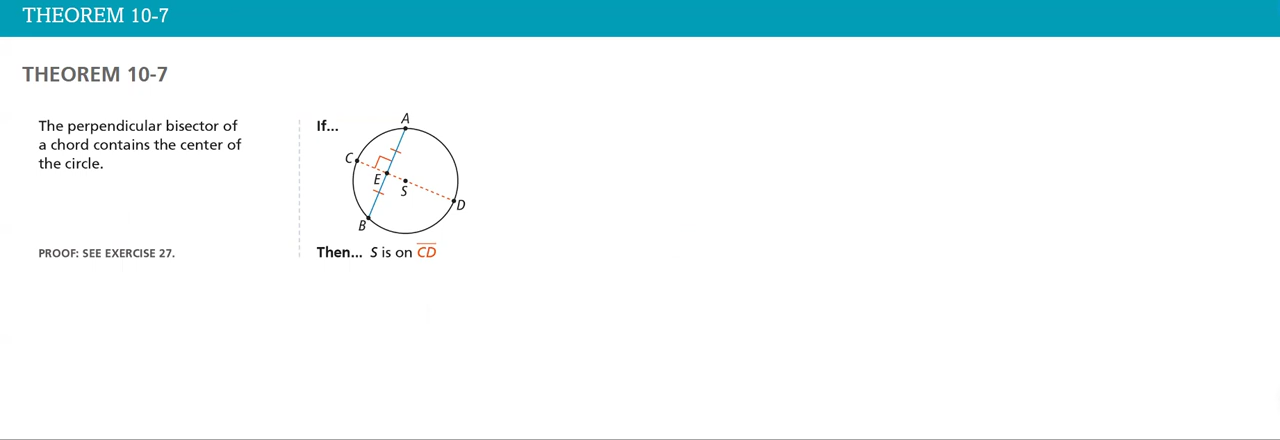 THEOREM 10-7
THEOREM 10-7
The perpendicular bisector of
a chord contains the center of
the circle.
PROOF: SEE EXERCISE 27.
If...
A
C
E
S
D
B
Then... S is on CD